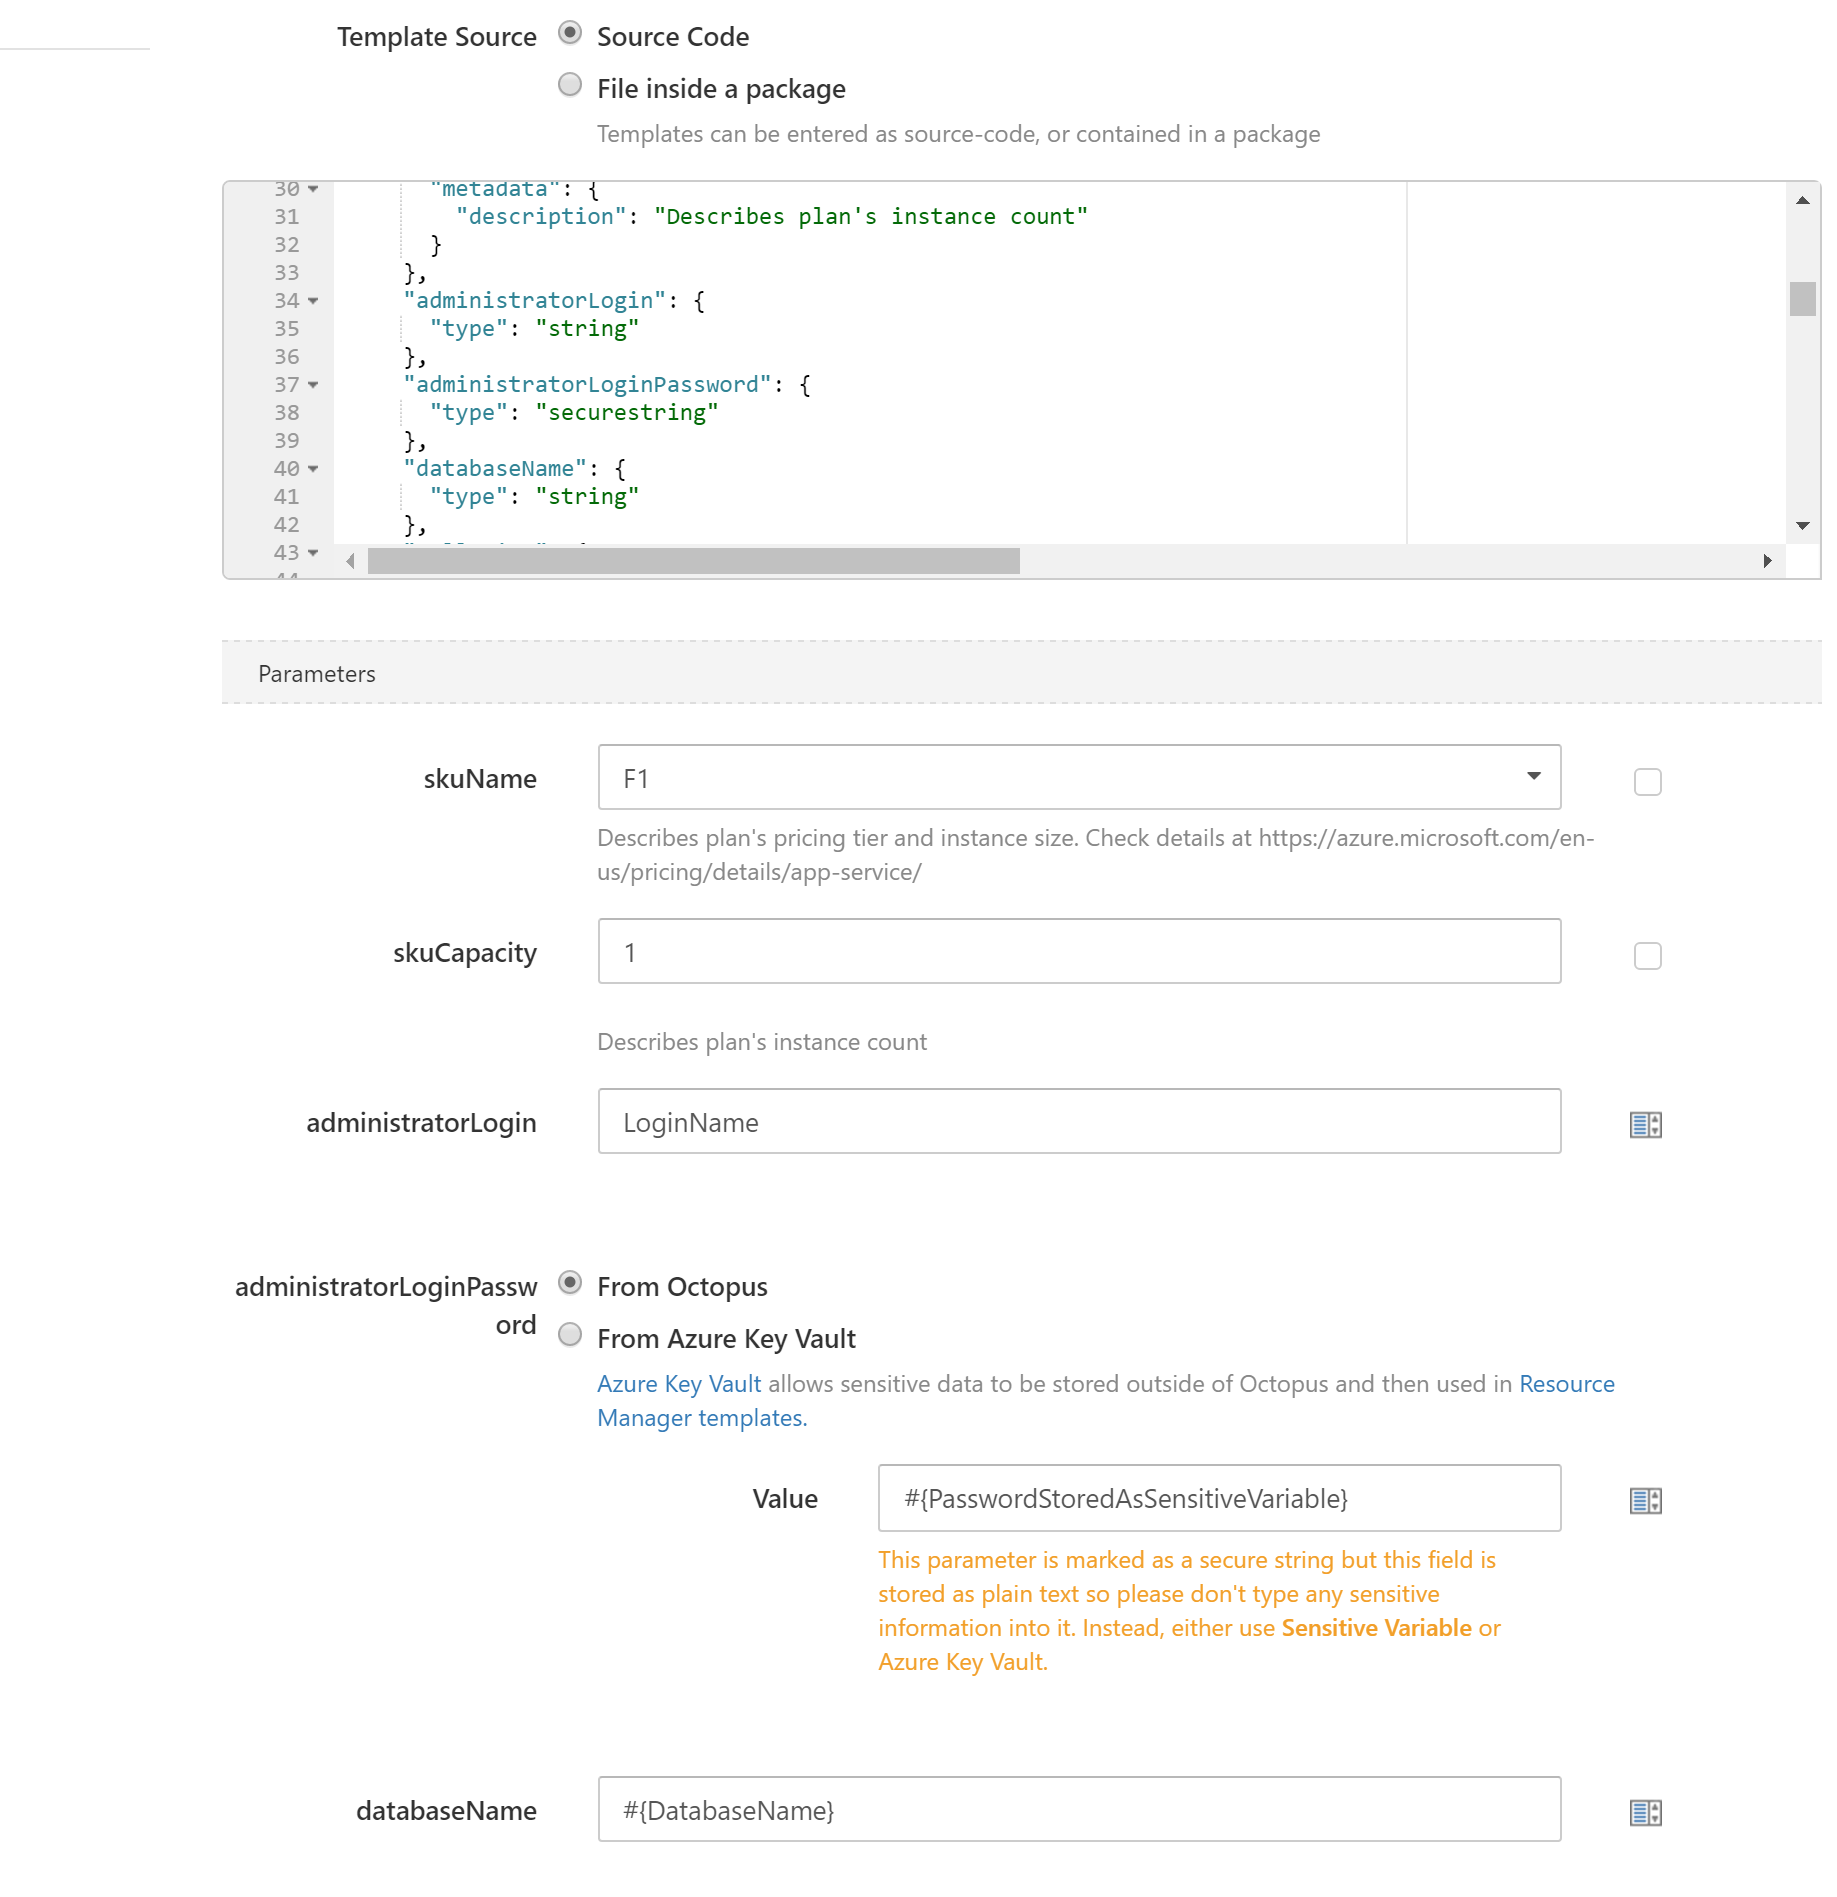 Template Source
Source Code
File inside a package
Templates can be entered as source-code, or contained in a package
30 "metadata": {
31 "description": "Describes plan's instance count"
32 }
33 },
34 "administratorLogin": {
35 "type": "string"
36 },
37 "administratorLoginPassword": {
38 "type": "securestring"
39 },
40 "databaseName": {
41 "type": "string"
42 },
43
44
Parameters
skuName
F1
Describes plan's pricing tier and instance size. Check details at https://azure.microsoft.com/en-
us/pricing/details/app-service/
skuCapacity
1
Describes plan's instance count
administratorLogin
LoginName
administratorLoginPassw
ord
From Octopus
From Azure Key Vault
Azure Key Vault allows sensitive data to be stored outside of Octopus and then used in Resource
Manager templates.
Value
#{PasswordStoredAsSensitiveVariable}
This parameter is marked as a secure string but this field is
stored as plain text so please don't type any sensitive
information into it. Instead, either use Sensitive Variable or
Azure Key Vault.
databaseName
#{DatabaseName}